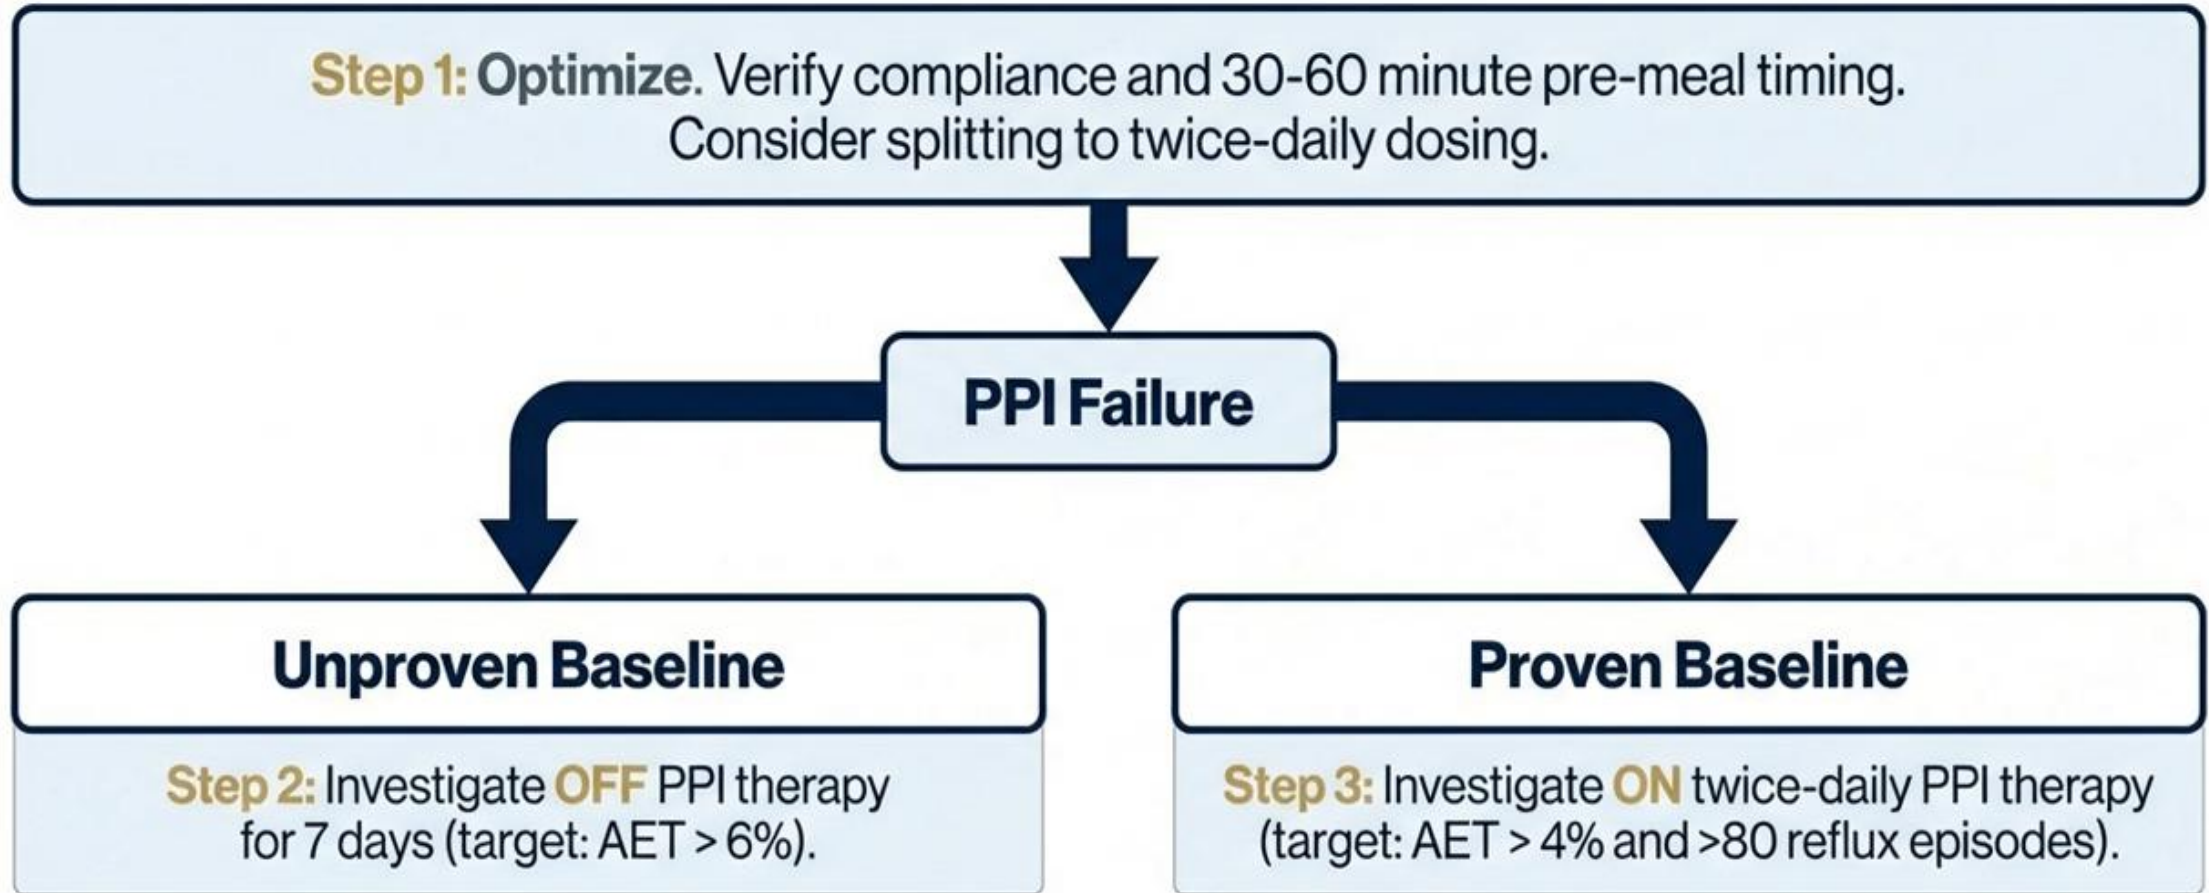 Step 1: Optimize. Verify compliance and 30-60 minute pre-meal timing.
Consider splitting to twice-daily dosing.
PPI Failure
Unproven Baseline
Step 2: Investigate OFF PPI therapy
for 7 days (target: AET > 6%).
Proven Baseline
Step 3: Investigate ON twice-daily PPI therapy
(target: AET > 4% and >80 reflux episodes).